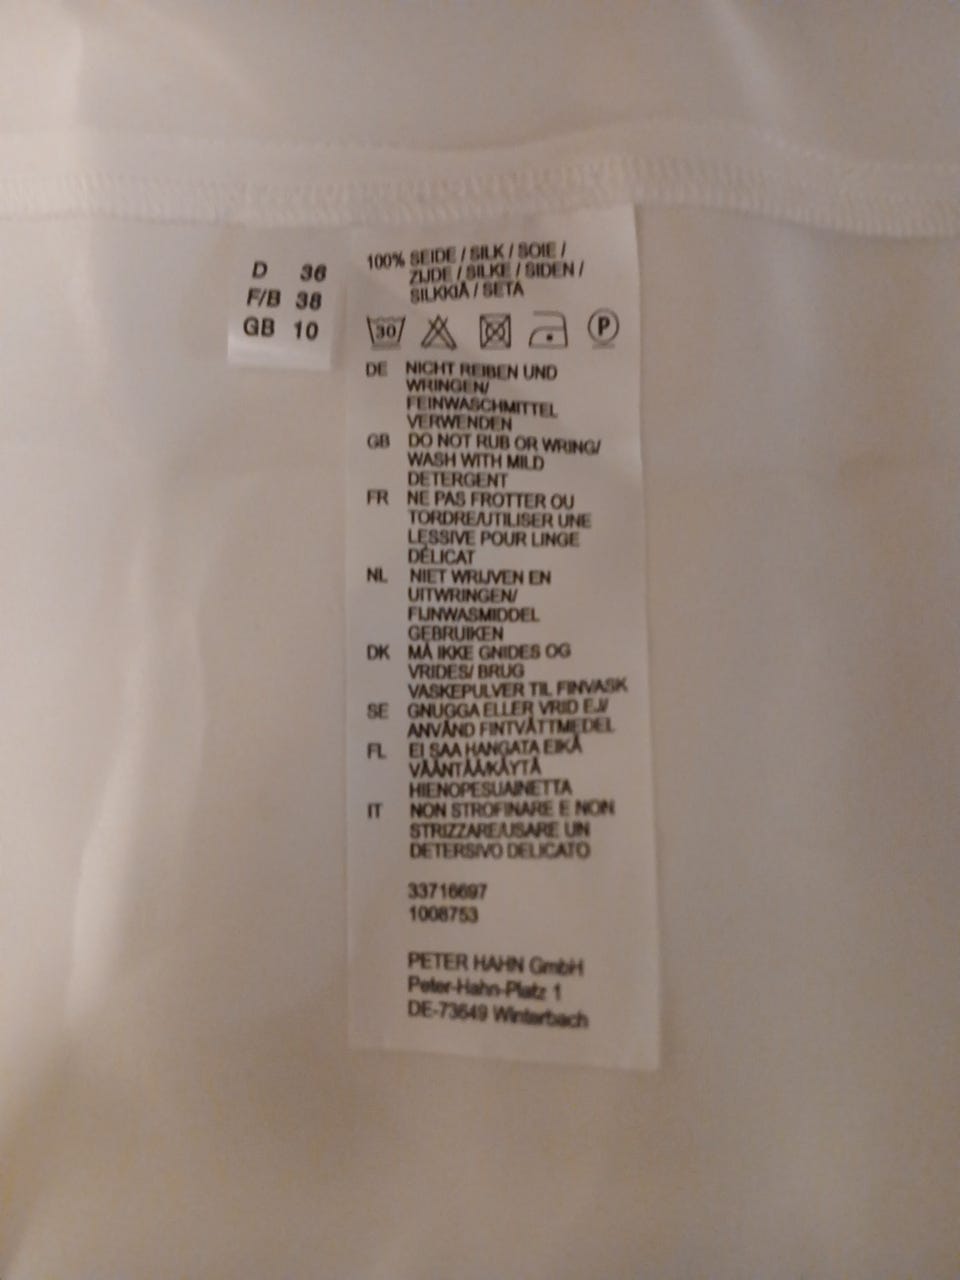 D 36
F/B 38
GB 10
100% SEIDE / SILK / SOIE /
ZIJDE / SILKE / SIDEN /
SILKKIÄ / SETA
30 P
DE NICHT REIBEN UND
WRINGEN/
FEINWASCHMITTEL
VERWENDEN
GB DO NOT RUB OR WRING/
WASH WITH MILD
DETERGENT
FR NE PAS FROTTER OU
TORDRE/UTILISER UNE
LESSIVE POUR LINGE
DÉLICAT
NL NIET WRIJVEN EN
UITWRINGEN/
FIJNWASMIDDEL
GEBRUIKEN
DK MÅ IKKE GNIDES OG
VRIDES/ BRUG
VASKEPULVER TIL FINVASK
SE GNUGGA ELLER VRID EJ/
ANVÄND FINTVÄTTMEDEL
FL EI SAA HANGATA EIKÄ
VÄÄNTÄÄ/KÄYTÄ
HIENOPESUAINETTA
IT NON STROFINARE E NON
STRIZZARE/USARE UN
DETERSIVO DELICATO
33716697
1008753
PETER HAHN GmbH
Peter-Hahn-Platz 1
DE-73649 Winterbach